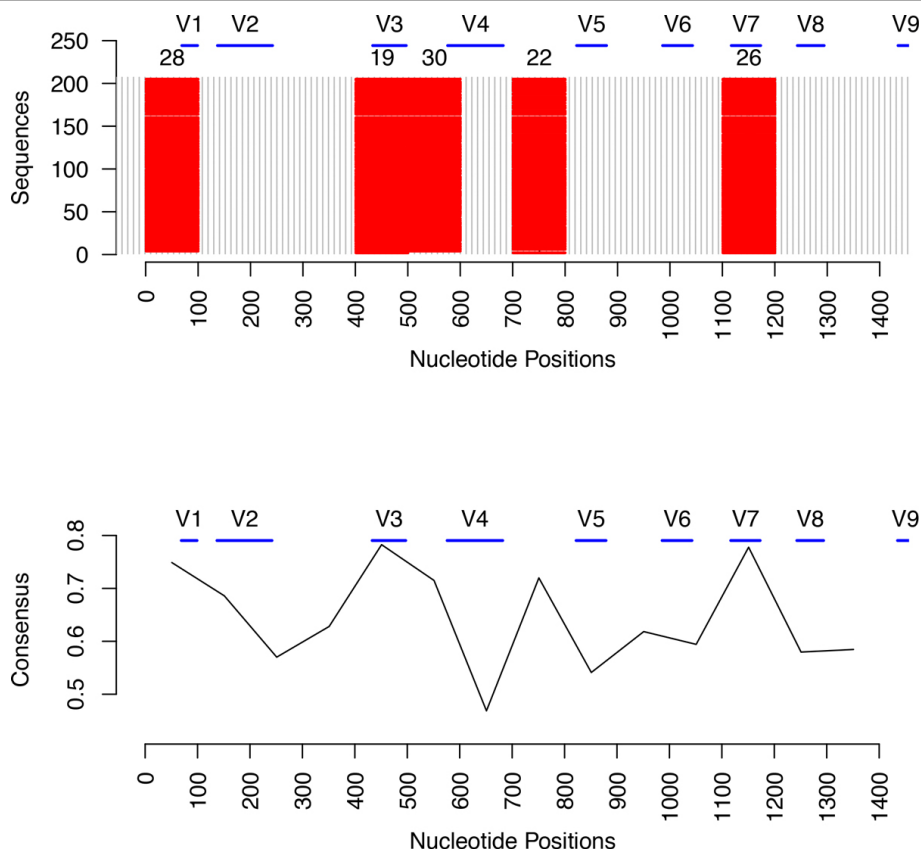 V1 V2 V3 V4 V5 V6 V7 V8 V9
28 19 30 22 26
250
200
150
100
50
0
Sequences
0 100 200 300 400 500 600 700 800 900 1000 1100 1200 1300 1400
Nucleotide Positions
V1 V2 V3 V4 V5 V6 V7 V8 V9
0.8
0.7
0.6
0.5
Consensus
0 100 200 300 400 500 600 700 800 900 1000 1100 1200 1300 1400
Nucleotide Positions